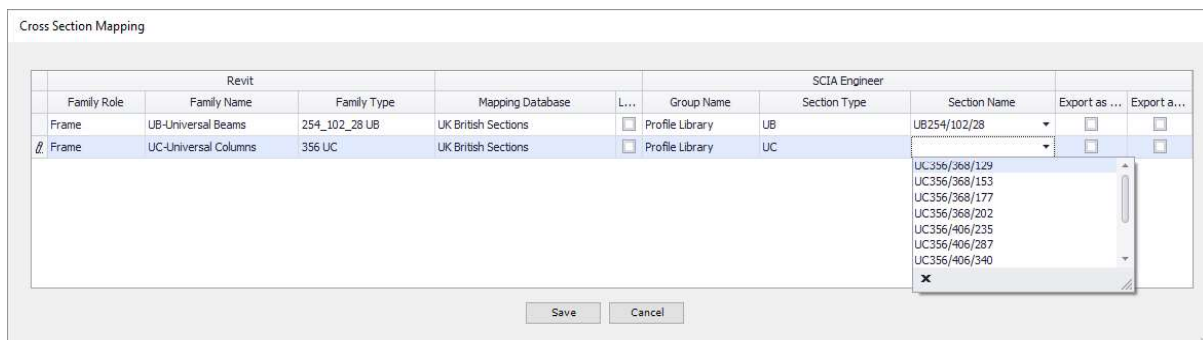 Cross Section Mapping
Revit SCIA Engineer
Family Role Family Name Family Type Mapping Database L... Group Name Section Type Section Name Export as ... Export a...
Frame UB-Universal Beams 254_102_28 UB UK British Sections Profile Library UB UB254/102/28
Frame UC-Universal Columns 356 UC UK British Sections Profile Library UC
UC356/368/129
UC356/368/153
UC356/368/177
UC356/368/202
UC356/406/235
UC356/406/287
UC356/406/340
Save Cancel